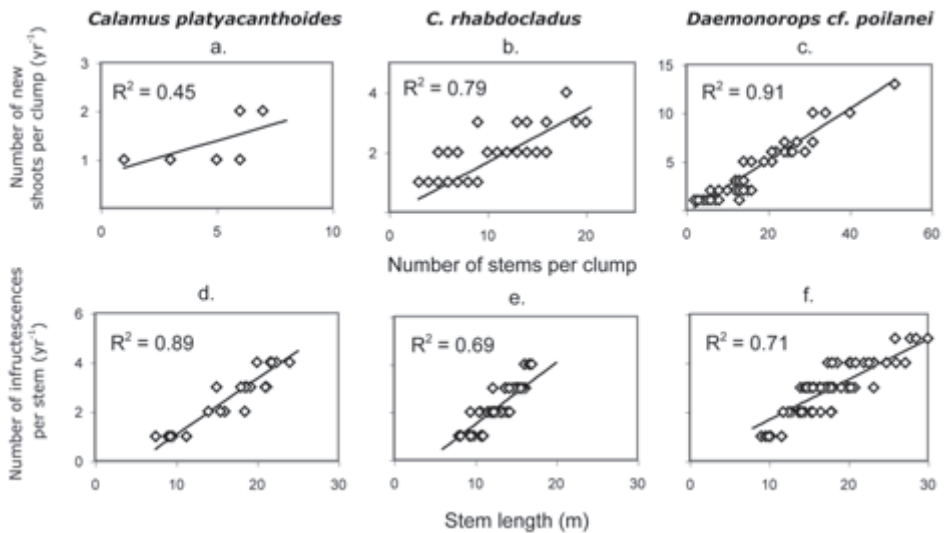 Calamus platyacanthoides C. rhabdocladus Daemonorops cf. poilanei
a. b. c.
Number of new
shoots per clump (yr⁻¹)
3
2
1
R² = 0.45
0 5 10
4
2
R² = 0.79
0 10 20
15
10
5
R² = 0.91
0 20 40 60
Number of stems per clump
d. e. f.
Number of infructescences
per stem (yr⁻¹)
6
4
2
0
R² = 0.89
0 10 20 30
R² = 0.69
0 10 20 30
R² = 0.71
0 10 20 30
Stem length (m)